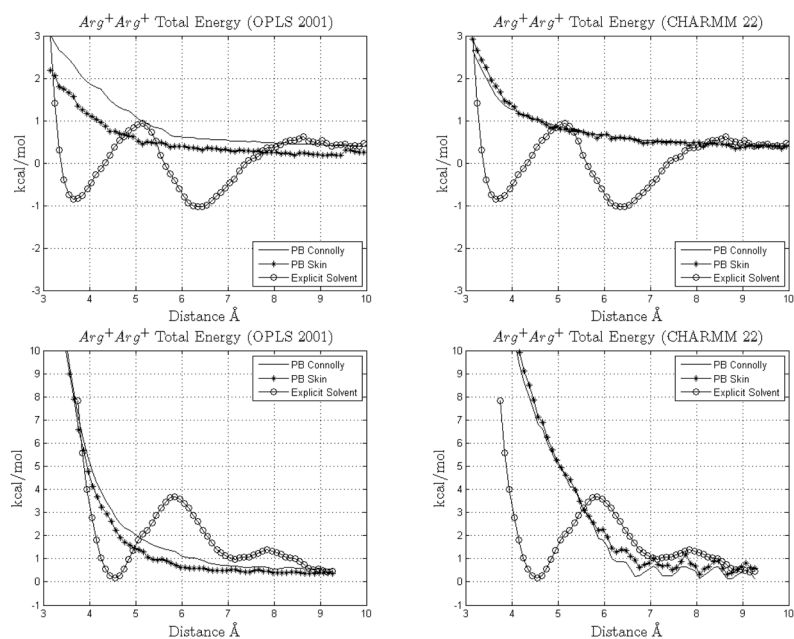 Arg+Arg+ Total Energy (OPLS 2001)
3
2
1
0
-1
-2
-3
kcal/mol
3 4 5 6 7 8 9 10
Distance Å
PB Connolly
PB Skin
Explicit Solvent
Arg+Arg+ Total Energy (CHARMM 22)
3
2
1
0
-1
-2
-3
kcal/mol
3 4 5 6 7 8 9 10
Distance Å
PB Connolly
PB Skin
Explicit Solvent
Arg+Arg+ Total Energy (OPLS 2001)
10
9
8
7
6
5
4
3
2
1
0
-1
kcal/mol
3 4 5 6 7 8 9 10
Distance Å
PB Connolly
PB Skin
Explicit Solvent
Arg+Arg+ Total Energy (CHARMM 22)
10
9
8
7
6
5
4
3
2
1
0
-1
kcal/mol
3 4 5 6 7 8 9 10
Distance Å
PB Connolly
PB Skin
Explicit Solvent